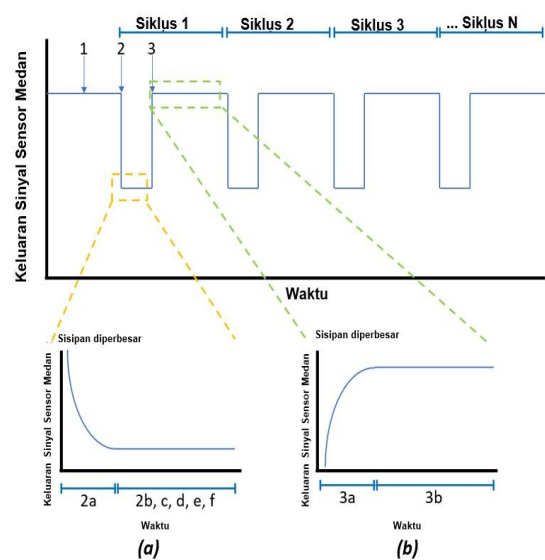 Siklus 1
Siklus 2
Siklus 3
... Siklus N
1
2
3
Keluaran Sinyal Sensor Medan
Waktu
Sisipan diperbesar
Sisipan diperbesar
Keluaran Sinyal Sensor Medan
Keluaran Sinyal Sensor Medan
2a
2b, c, d, e, f
3a
3b
Waktu
Waktu
(a)
(b)